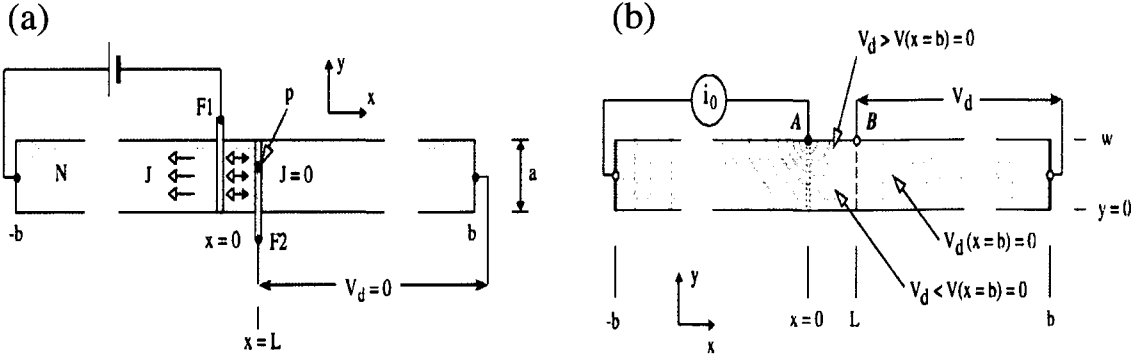 (a)
F1
p
y
x
N
J
J=0
a
-b
x=0
F2
b
V_d=0
x=L
(b)
V_d>V(x=b)=0
i_0
V_d
A
B
w
y=0
V_d(x=b)=0
V_d<V(x=b)=0
y
x
-b
x=0
L
b